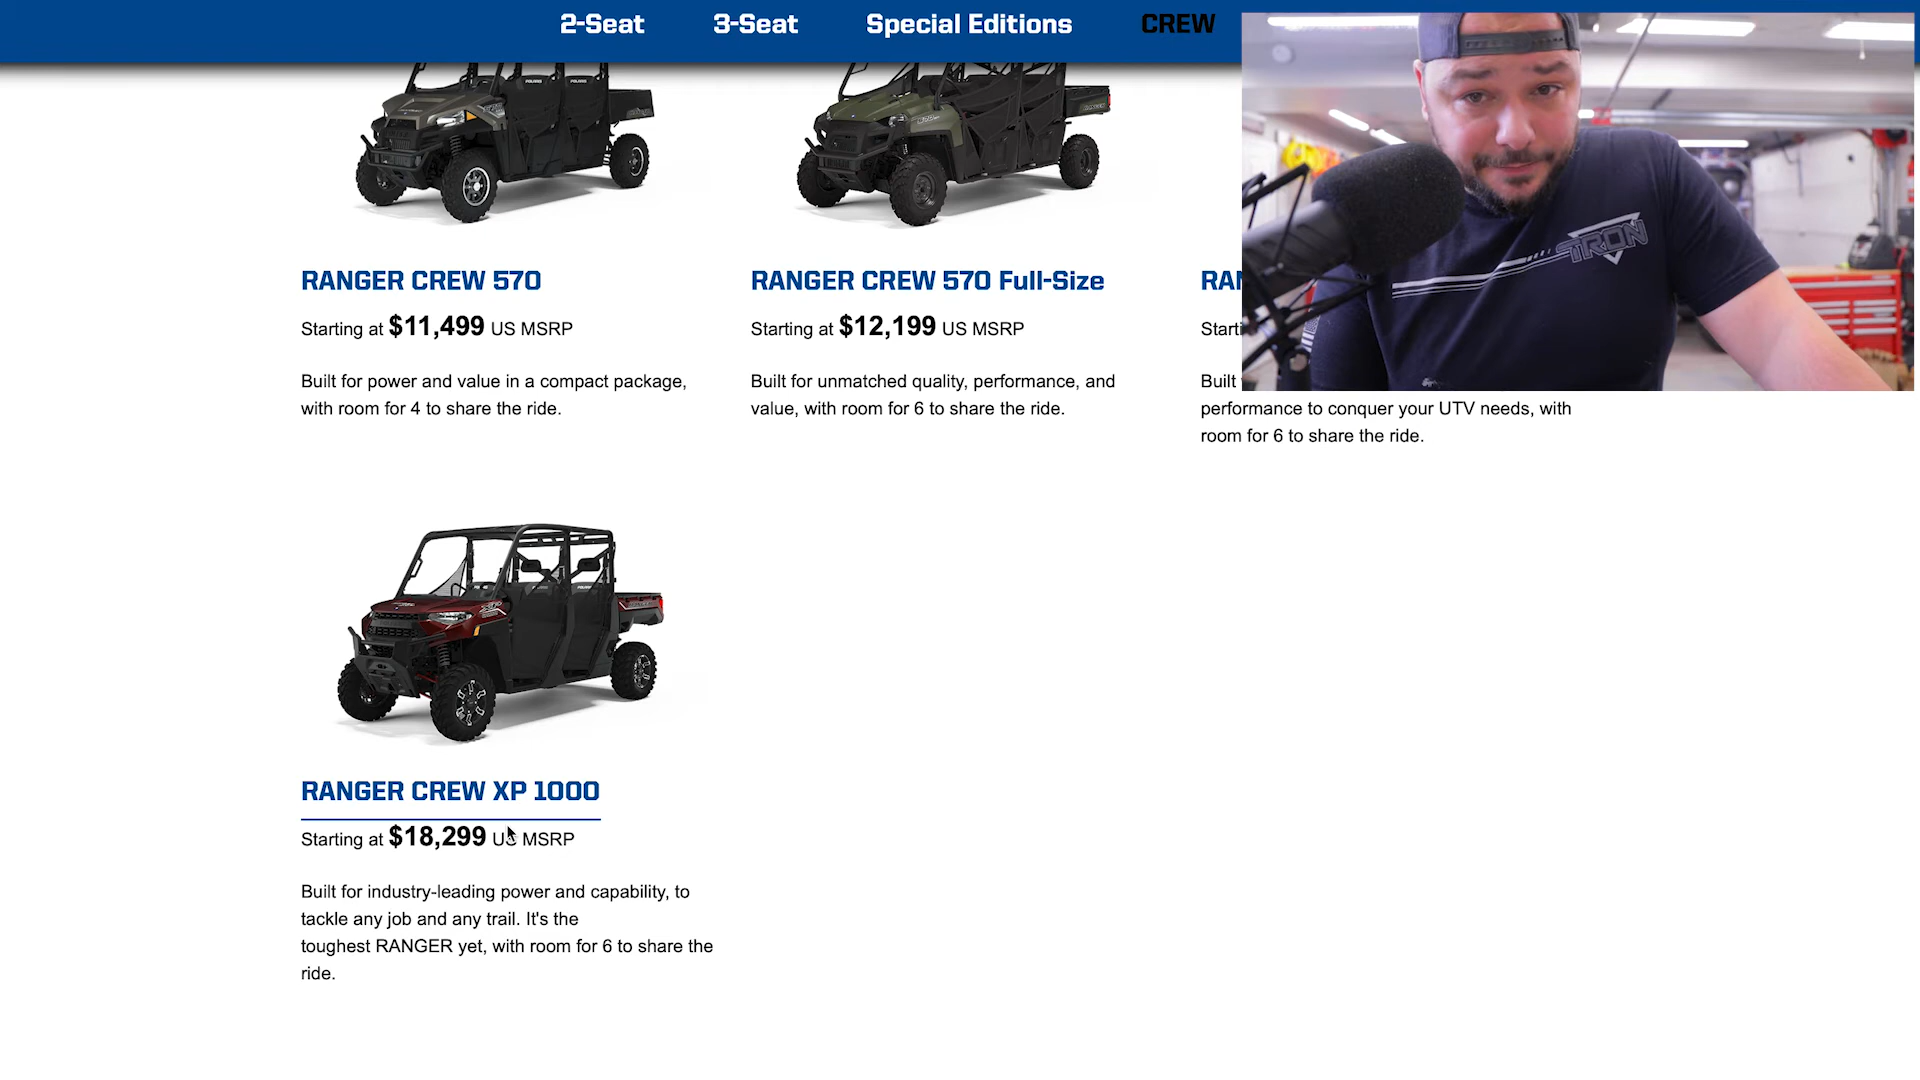 2-Seat 3-Seat Special Editions CREW
RANGER CREW 570
Starting at $11,499 US MSRP
Built for power and value in a compact package,
with room for 4 to share the ride.
RANGER CREW 570 Full-Size
Starting at $12,199 US MSRP
Built for unmatched quality, performance, and
value, with room for 6 to share the ride.
Built
performance to conquer your UTV needs, with
room for 6 to share the ride.
TRON
RANGER CREW XP 1000
Starting at $18,299 US MSRP
Built for industry-leading power and capability, to
tackle any job and any trail. It's the
toughest RANGER yet, with room for 6 to share the
ride.